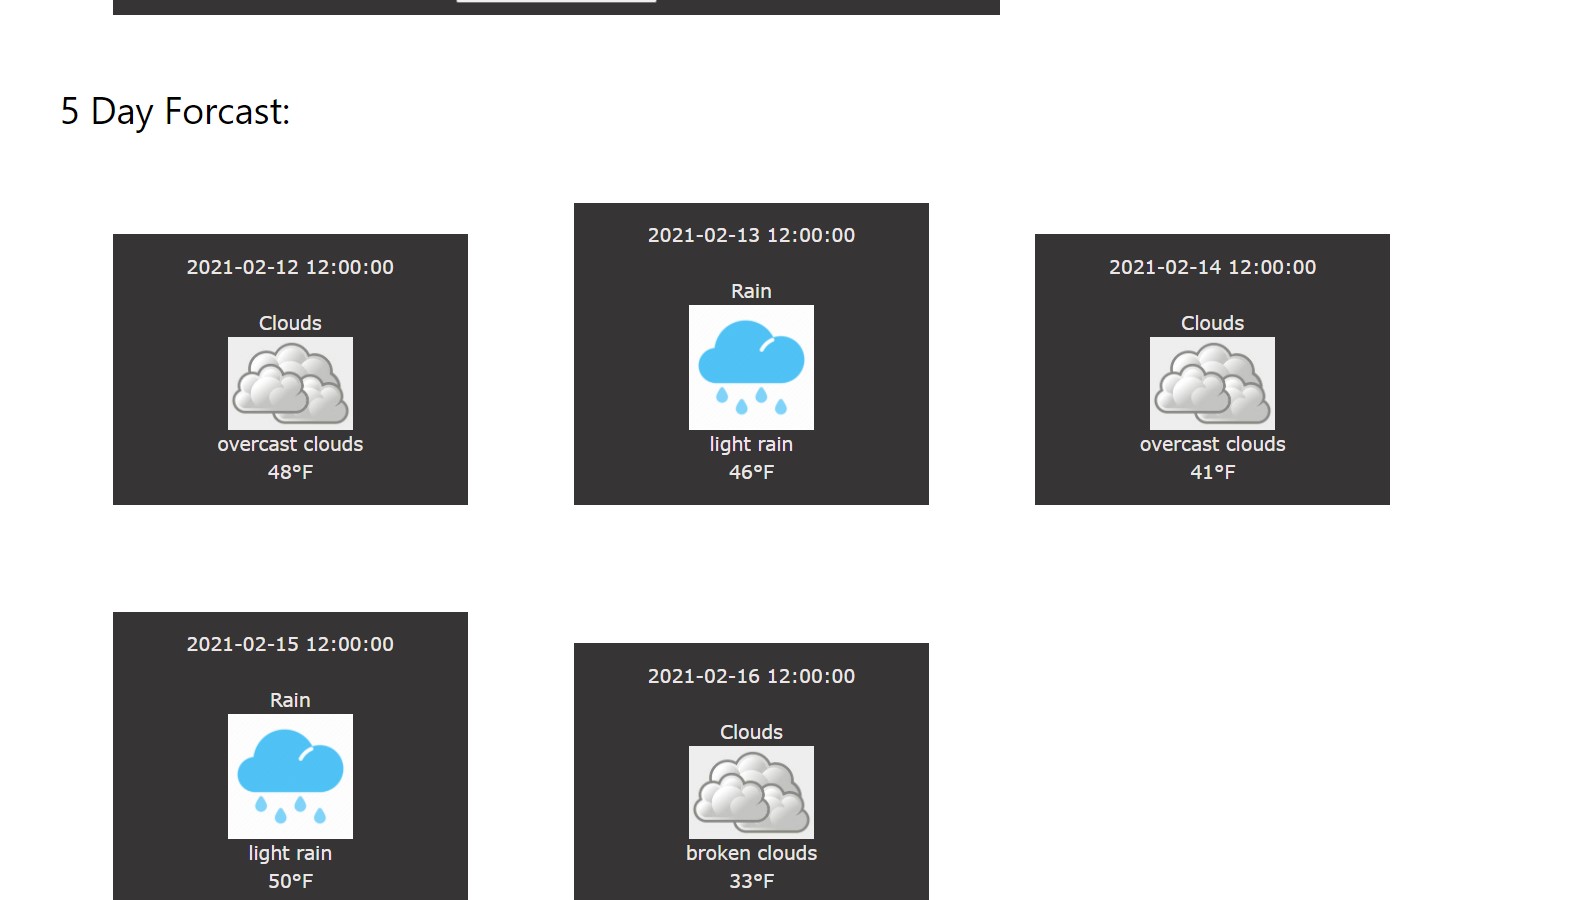 5 Day Forcast:
2021-02-12 12:00:00
Clouds
overcast clouds
48°F
2021-02-13 12:00:00
Rain
light rain
46°F
2021-02-14 12:00:00
Clouds
overcast clouds
41°F
2021-02-15 12:00:00
Rain
light rain
50°F
2021-02-16 12:00:00
Clouds
broken clouds
33°F